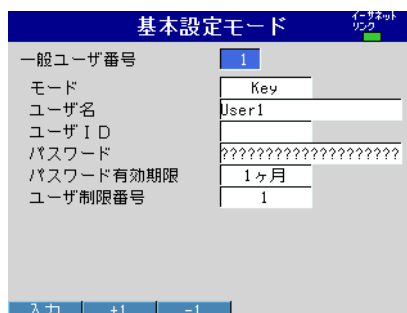 基本設定モード
イーサネット
リンク
一般ユーザ番号 1
モード Key
ユーザ名 User1
ユーザID
パスワード ????????????????????
パスワード有効期限 1ヶ月
ユーザ制限番号 1
入力 +1 -1